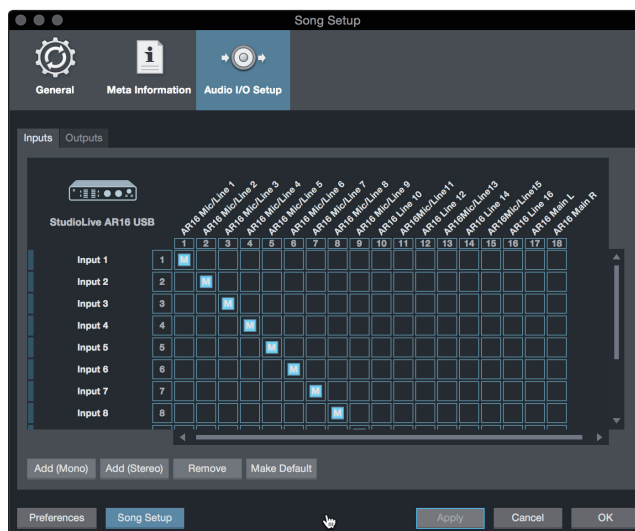 Song Setup
General
Meta Information
Audio I/O Setup
Inputs
Outputs
StudioLive AR16 USB
AR16 Mic/Line 1
AR16 Mic/Line 2
AR16 Mic/Line 3
AR16 Mic/Line 4
AR16 Mic/Line 5
AR16 Mic/Line 6
AR16 Mic/Line 7
AR16 Mic/Line 8
AR16 Mic/Line 9
AR16 Line 10
AR16Mic/Line11
AR16 Line 12
AR16Mic/Line13
AR16 Line 14
AR16Mic/Line15
AR16 Line 16
AR16 Main L
AR16 Main R
1 2 3 4 5 6 7 8 9 10 11 12 13 14 15 16 17 18
Input 1 1 M
Input 2 2 M
Input 3 3 M
Input 4 4 M
Input 5 5 M
Input 6 6 M
Input 7 7 M
Input 8 8 M
Add (Mono)
Add (Stereo)
Remove
Make Default
Preferences
Song Setup
Apply
Cancel
OK